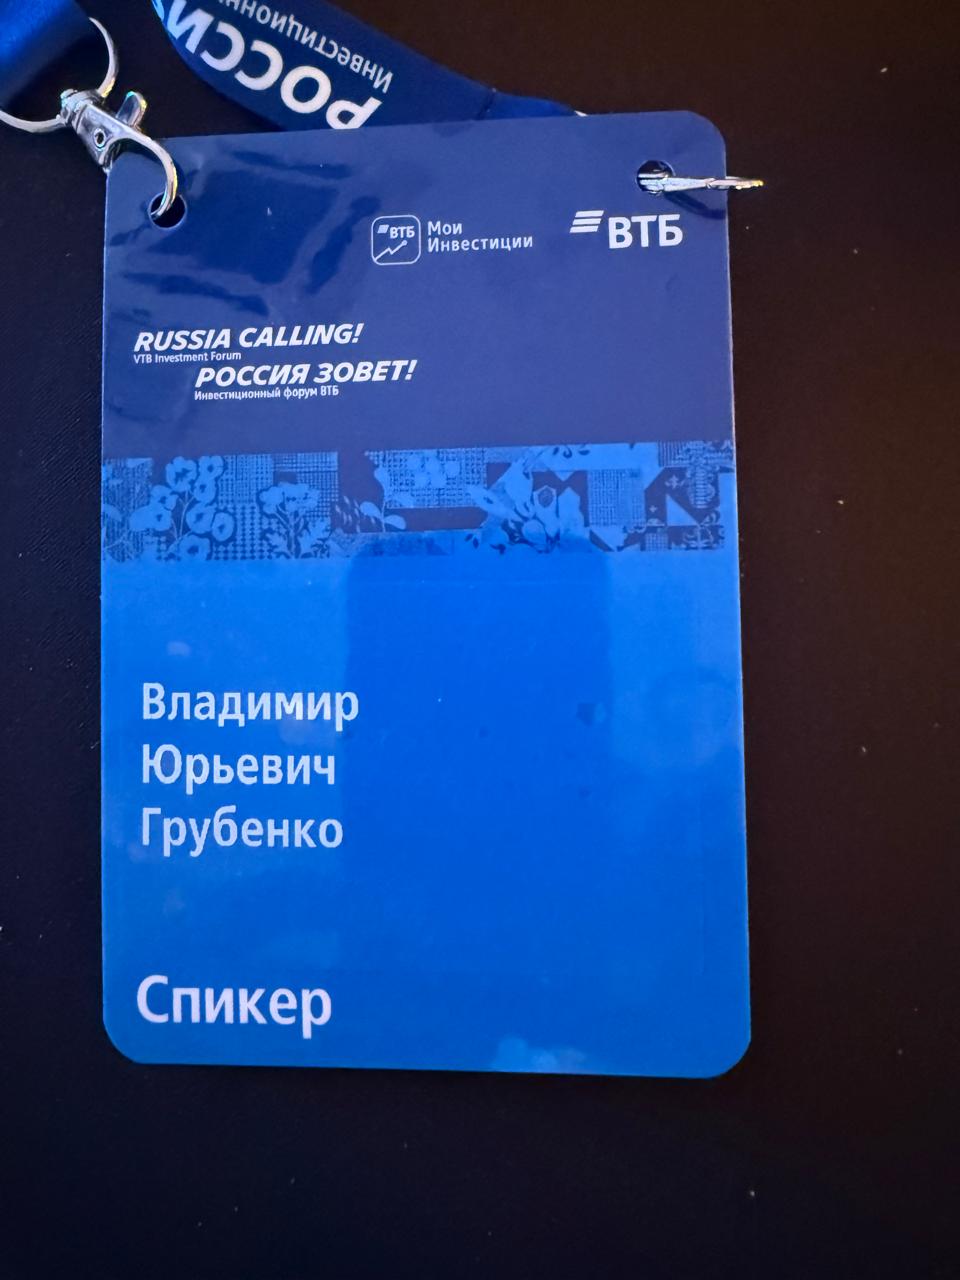 РОССИ
Инвестиционн
ВТБ
Мои
Инвестиции
ВТБ
RUSSIA CALLING!
VTB Investment Forum
РОССИЯ ЗОВЕТ!
Инвестиционный форум ВТБ
Владимир
Юрьевич
Грубенко
Спикер